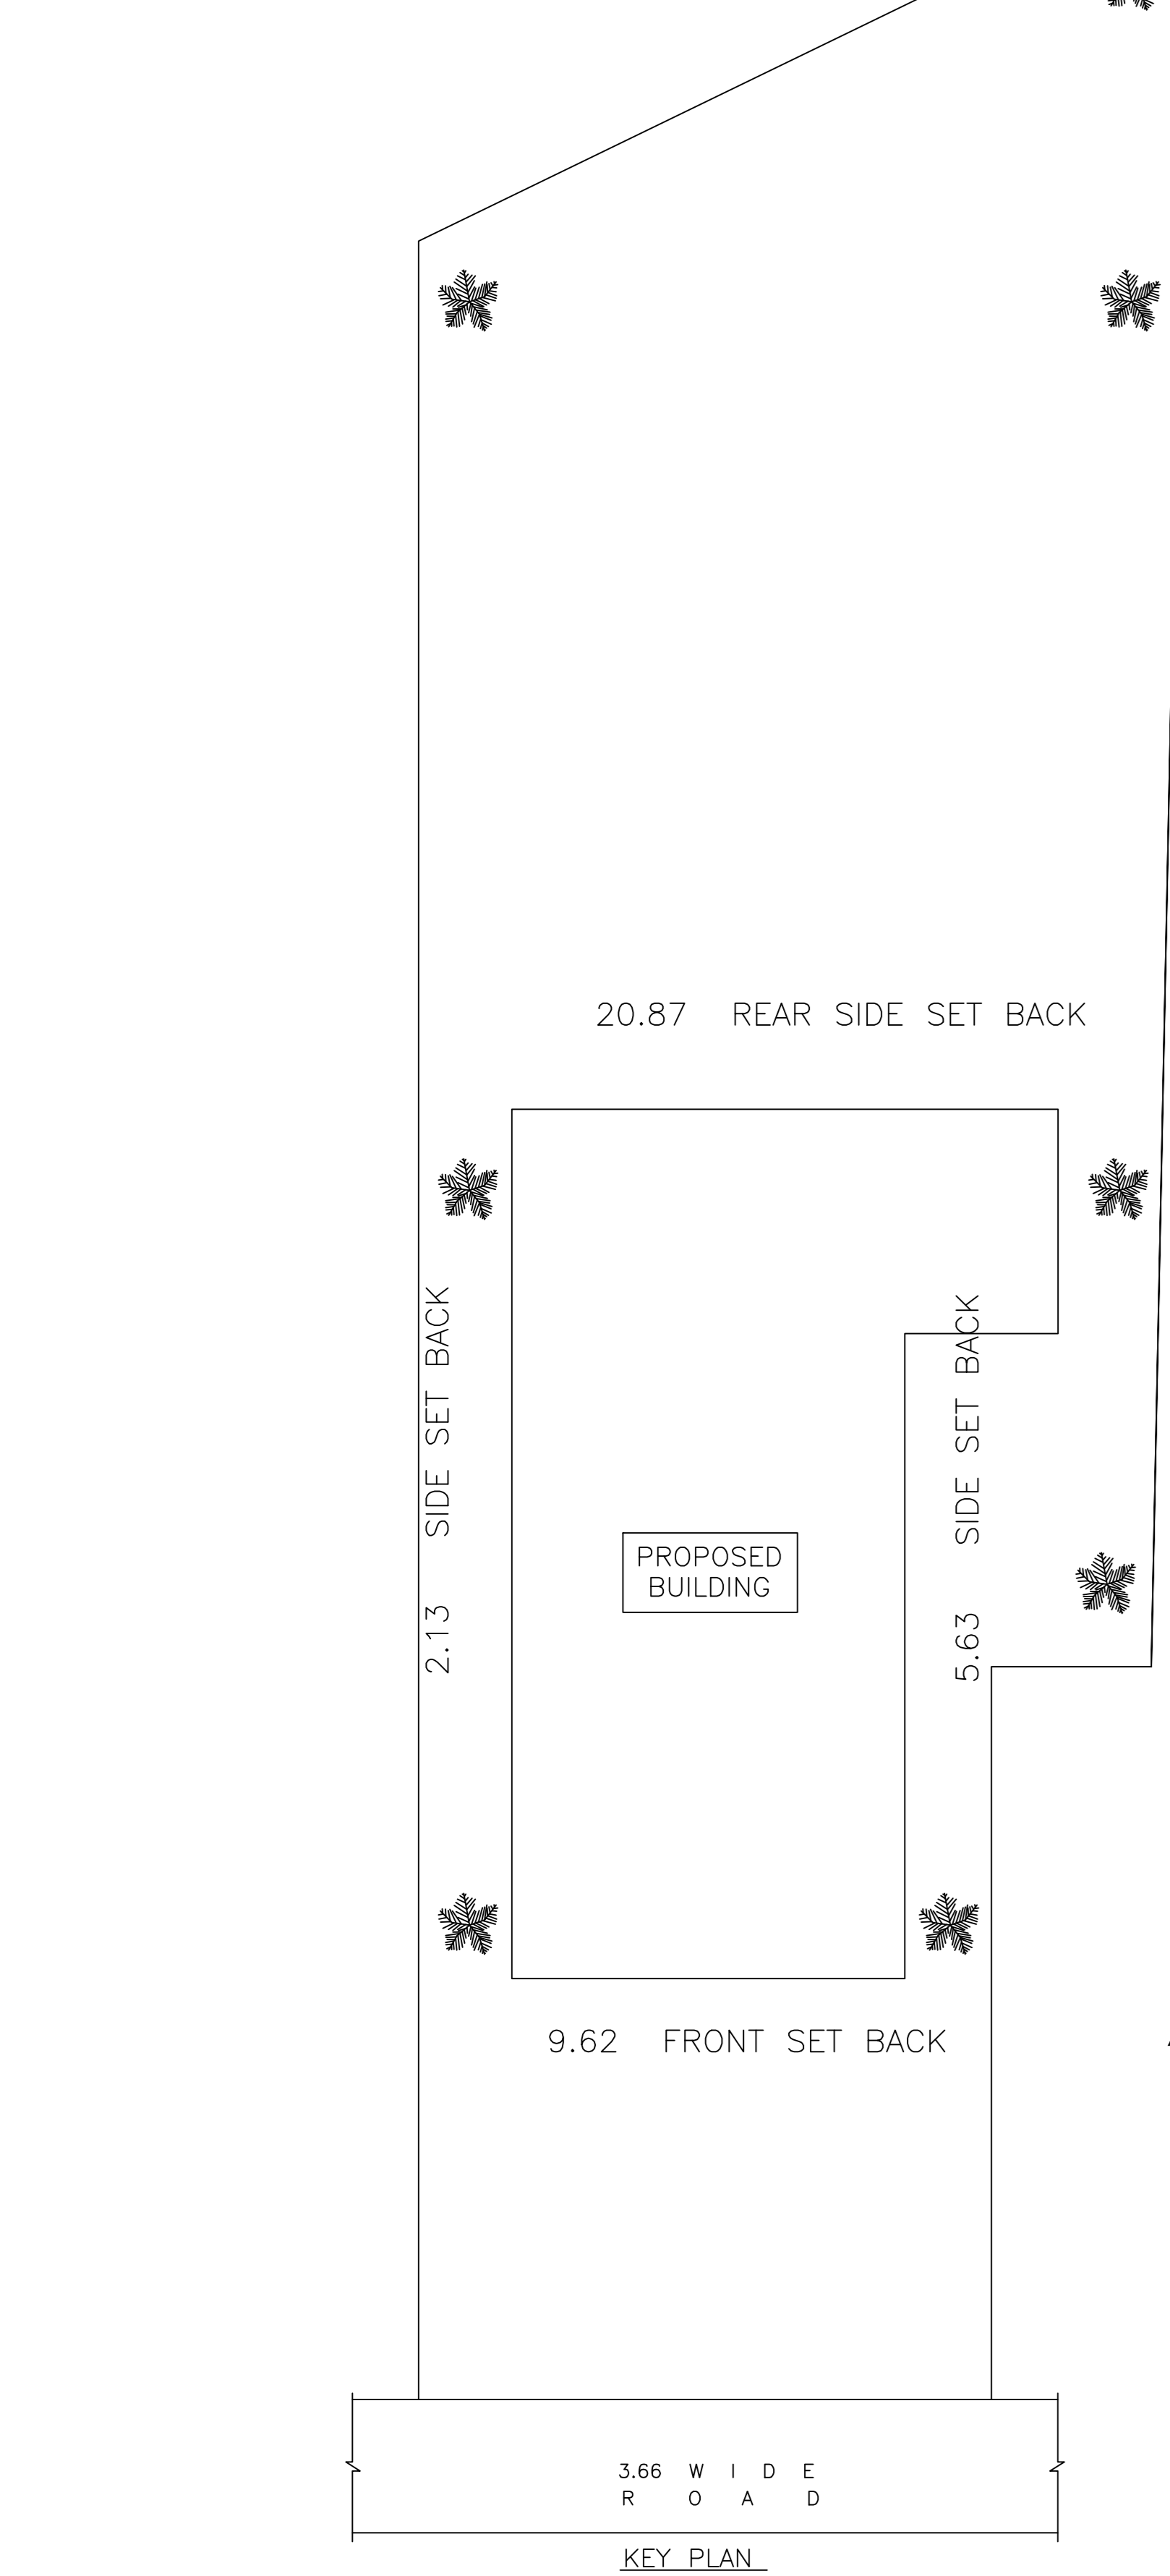 20.87 REAR SIDE SET BACK
2.13 SIDE SET BACK
5.63 SIDE SET BACK
PROPOSED
BUILDING
9.62 FRONT SET BACK
3.66 W I D E
R O A D
KEY PLAN